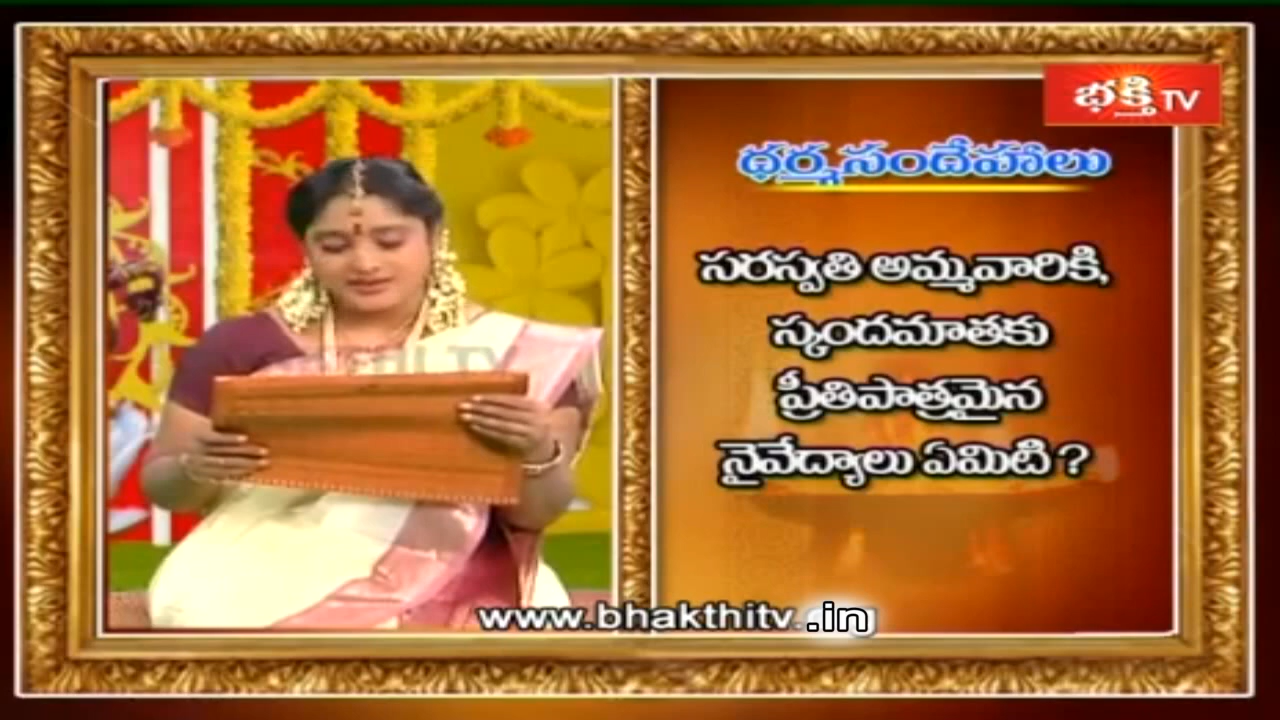 భక్తి TV
ధర్మసందేహాలు
సరస్వతి అమ్మవారికి,
స్కందమాతకు
ప్రీతిపాత్రమైన
నైవేద్యాలు ఏమిటి ?
www.bhakthitv.in